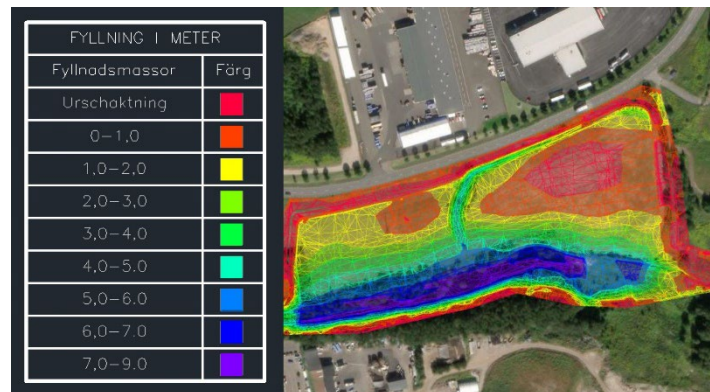 FYLLNING I METER
Fyllnadsmassor Färg
Urschaktning
0-1,0
1,0-2,0
2,0-3,0
3,0-4,0
4,0-5.0
5,0-6.0
6,0-7.0
7,0-9.0